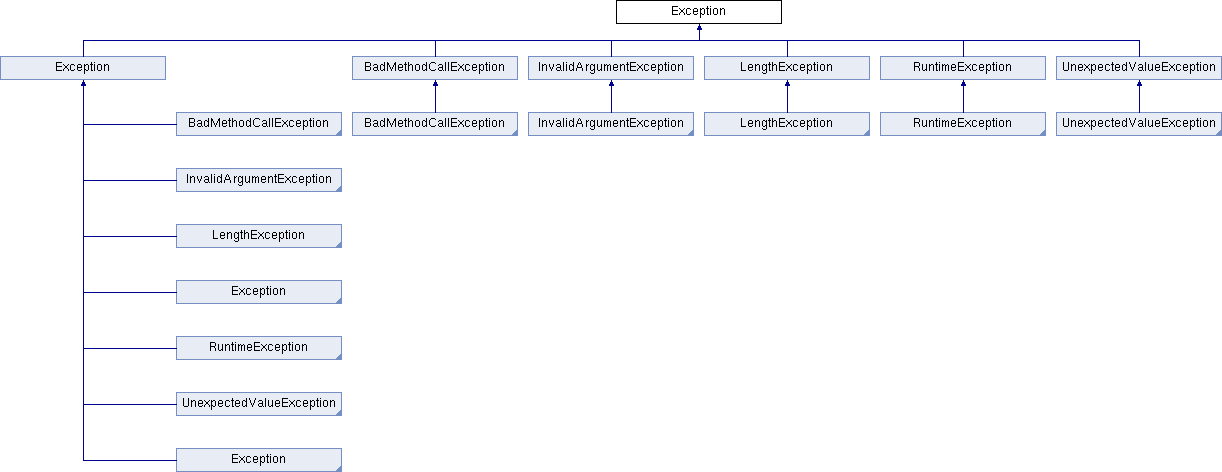 Exception
Exception
BadMethodCallException
InvalidArgumentException
LengthException
RuntimeException
UnexpectedValueException
BadMethodCallException
BadMethodCallException
InvalidArgumentException
LengthException
RuntimeException
UnexpectedValueException
InvalidArgumentException
LengthException
Exception
RuntimeException
UnexpectedValueException
Exception